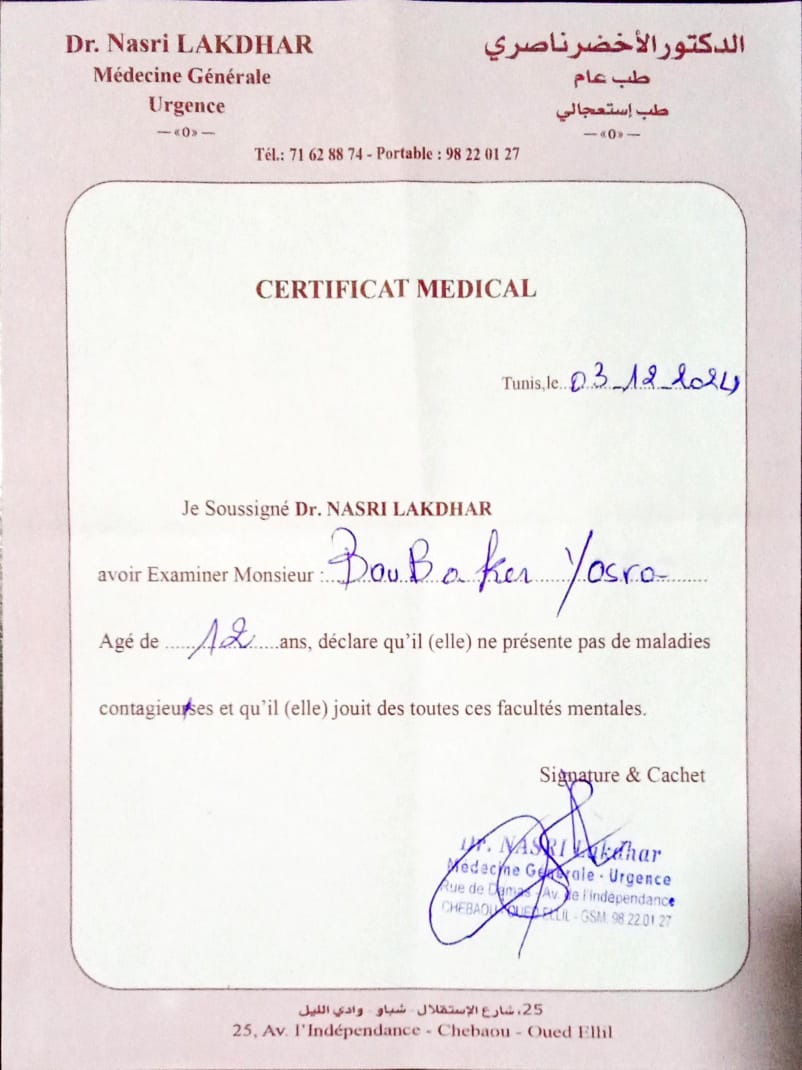 Dr. Nasri LAKDHAR
Médecine Générale
Urgence
—«0»—
الدكتور الأخضر ناصري
طب عام
طب إستعجالي
—«0»—
Tél.: 71 62 88 74 - Portable : 98 22 01 27
CERTIFICAT MEDICAL
Tunis,le..03_12_2024
Je Soussigné Dr. NASRI LAKDHAR
avoir Examiner Monsieur :..BouBaker Yosra........
Agé de ......12.....ans, déclare qu'il (elle) ne présente pas de maladies
contagieuses et qu'il (elle) jouit des toutes ces facultés mentales.
Signature & Cachet
Dr. NASRI Lakdhar
Médecine Générale - Urgence
Rue de Damas - Av. de l'Indépendance
CHEBAOU - OUED ELLIL - GSM. 98 22 01 27
25، شارع الإستقلال - شباو - وادي الليل
25, Av. l'Indépendance - Chebaou - Oued Ellil